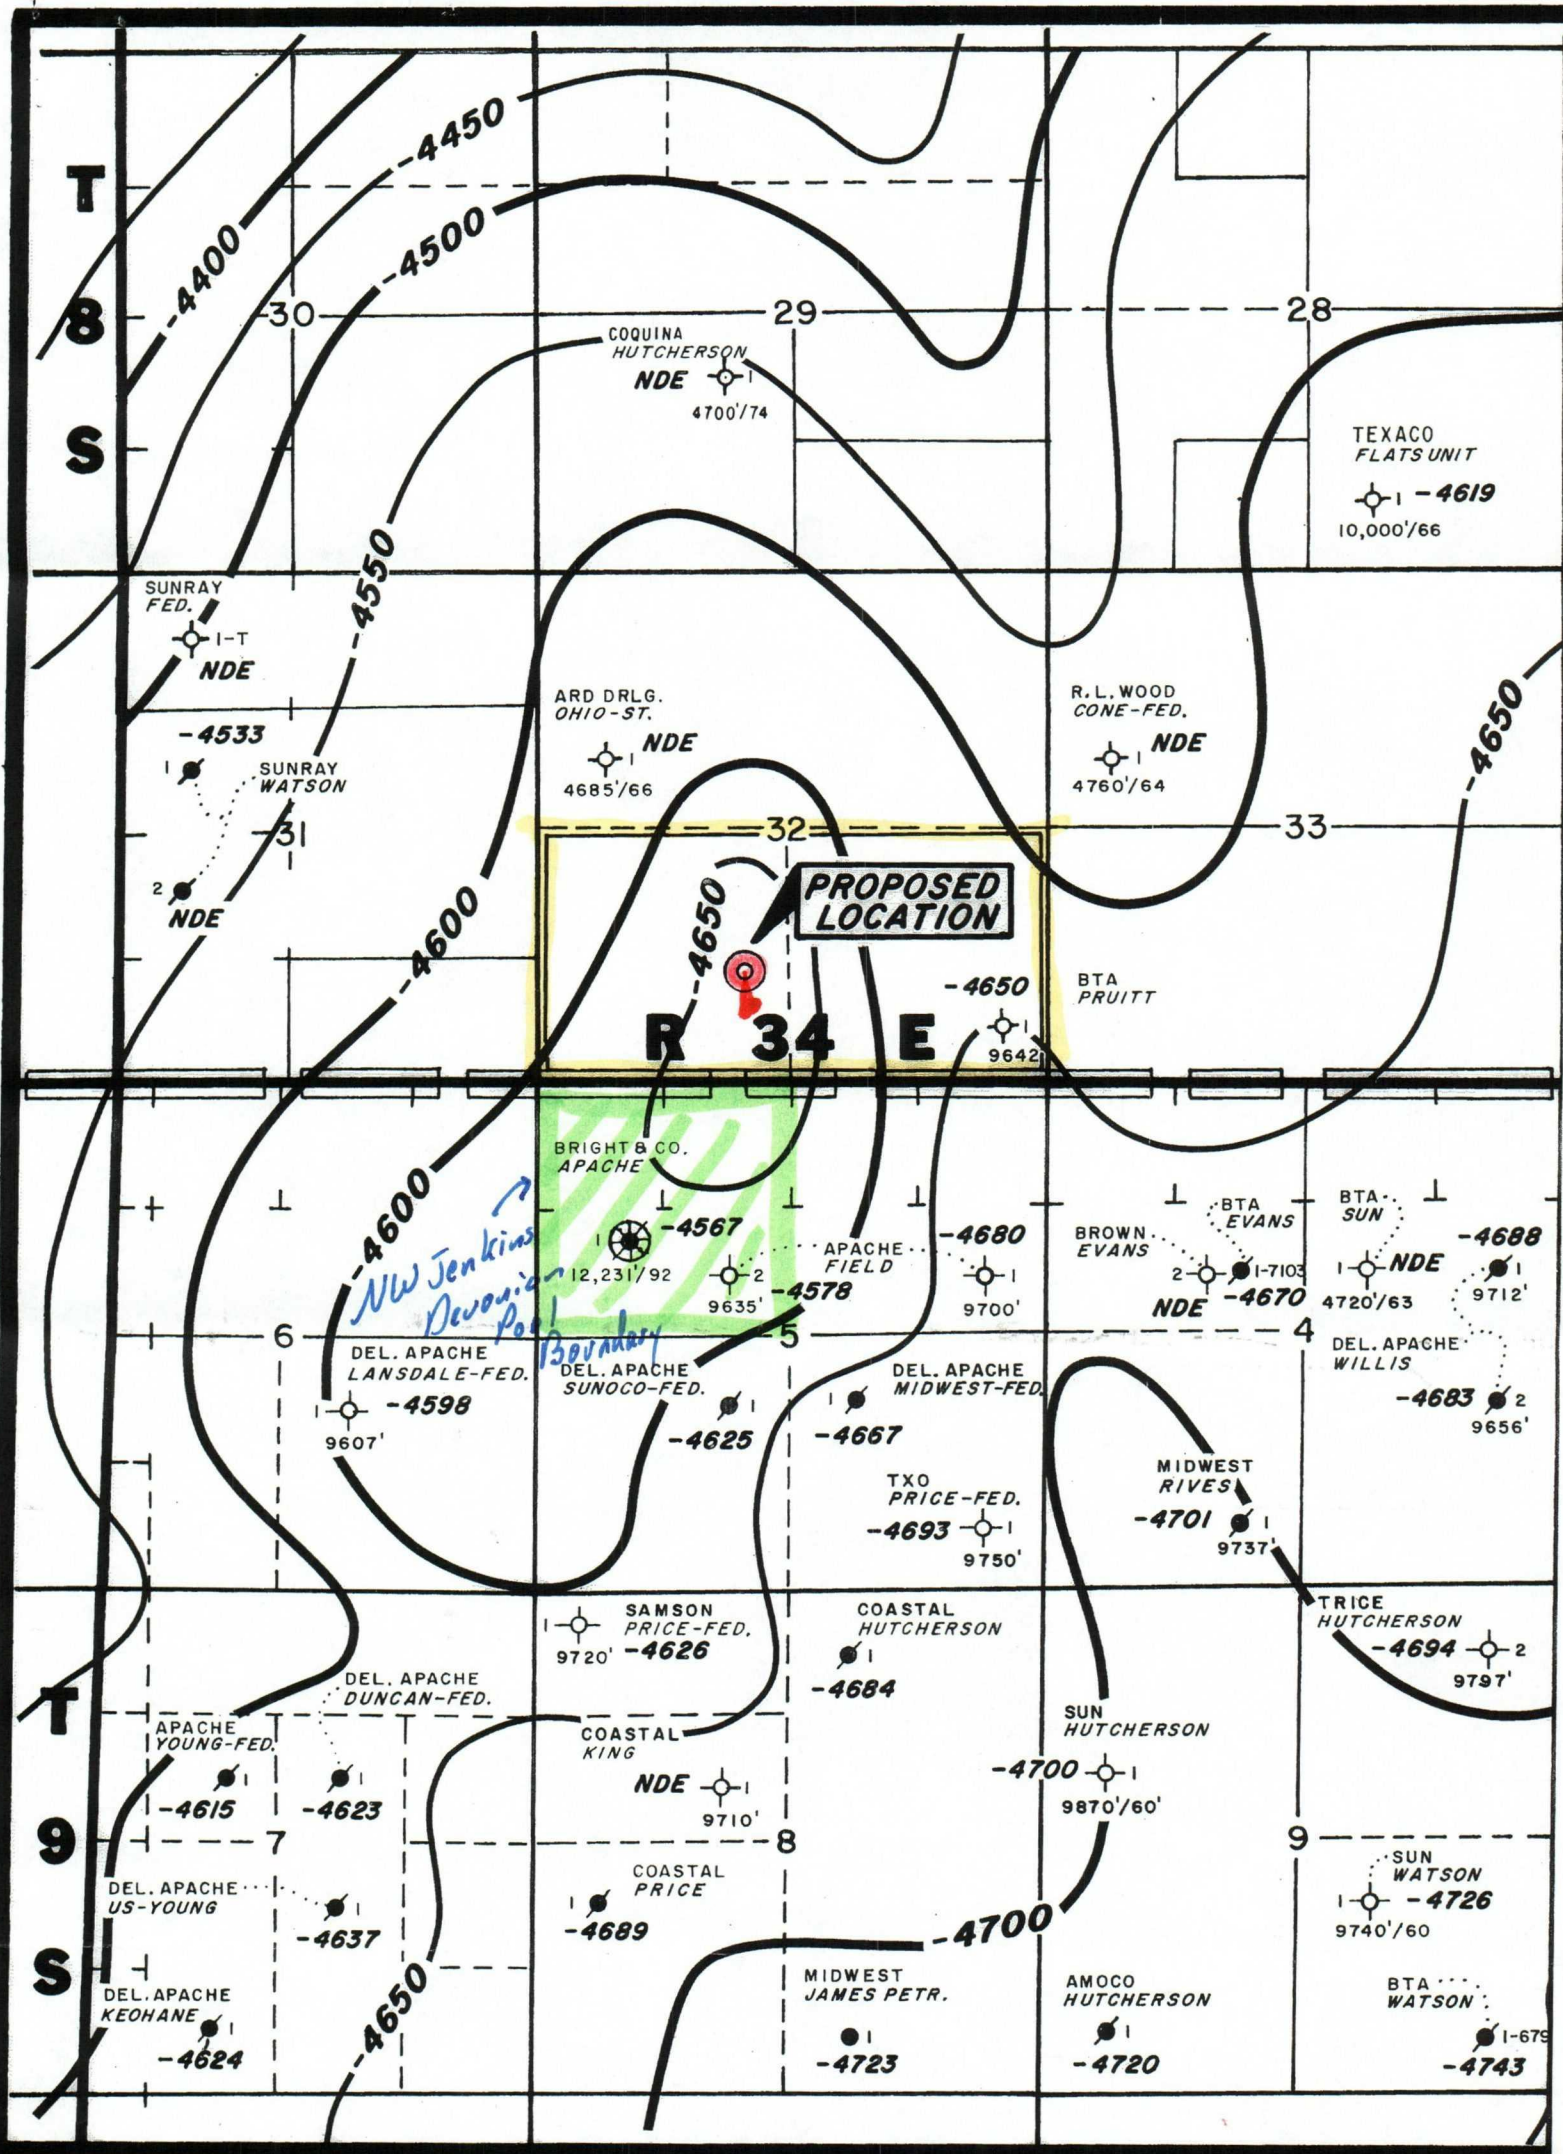 -4450
T
-4500
-4400
8
30
29
28
COQUINA
HUTCHERSON
NDE
1
4700'/74
S
TEXACO
FLATS UNIT
1 -4619
10,000'/66
-4550
SUNRAY
FED.
1-T
NDE
ARD DRLG.
OHIO-ST.
NDE
1
4685'/66
R.L. WOOD
CONE-FED.
NDE
1
4760'/64
-4650
-4533
1
SUNRAY
WATSON
31
32
33
2
NDE
PROPOSED
LOCATION
-4650
-4600
-4650
1
9642
BTA
PRUITT
R 34 E
BRIGHT & CO.
APACHE
-4600
NW Jenkins
Devonian
Pool
Boundary
1
-4567
12,231'/92
2
9635'
-4578
APACHE
FIELD
-4680
1
9700'
BROWN
EVANS
2
NDE
BTA
EVANS
1-7103
-4670
BTA
SUN
1
NDE
4720'/63
-4688
1
9712'
6
5
4
DEL. APACHE
LANSDALE-FED.
1
-4598
9607'
DEL. APACHE
SUNOCO-FED.
1
-4625
DEL. APACHE
MIDWEST-FED.
1
-4667
DEL. APACHE
WILLIS
-4683
2
9656'
TXO
PRICE-FED.
-4693
1
9750'
MIDWEST
RIVES
-4701
1
9737'
SAMSON
PRICE-FED.
1
9720'
-4626
COASTAL
HUTCHERSON
1
-4684
TRICE
HUTCHERSON
-4694
2
9797'
T
DEL. APACHE
DUNCAN-FED.
APACHE
YOUNG-FED.
1
-4615
1
-4623
COASTAL
KING
NDE
1
9710'
SUN
HUTCHERSON
-4700
1
9870'/60'
9
7
8
9
DEL. APACHE
US-YOUNG
1
-4637
COASTAL
PRICE
1
-4689
-4700
SUN
WATSON
1
-4726
9740'/60
S
DEL. APACHE
KEOHANE
1
-4624
-4650
MIDWEST
JAMES PETR.
1
-4723
AMOCO
HUTCHERSON
1
-4720
BTA
WATSON
1-679
-4743